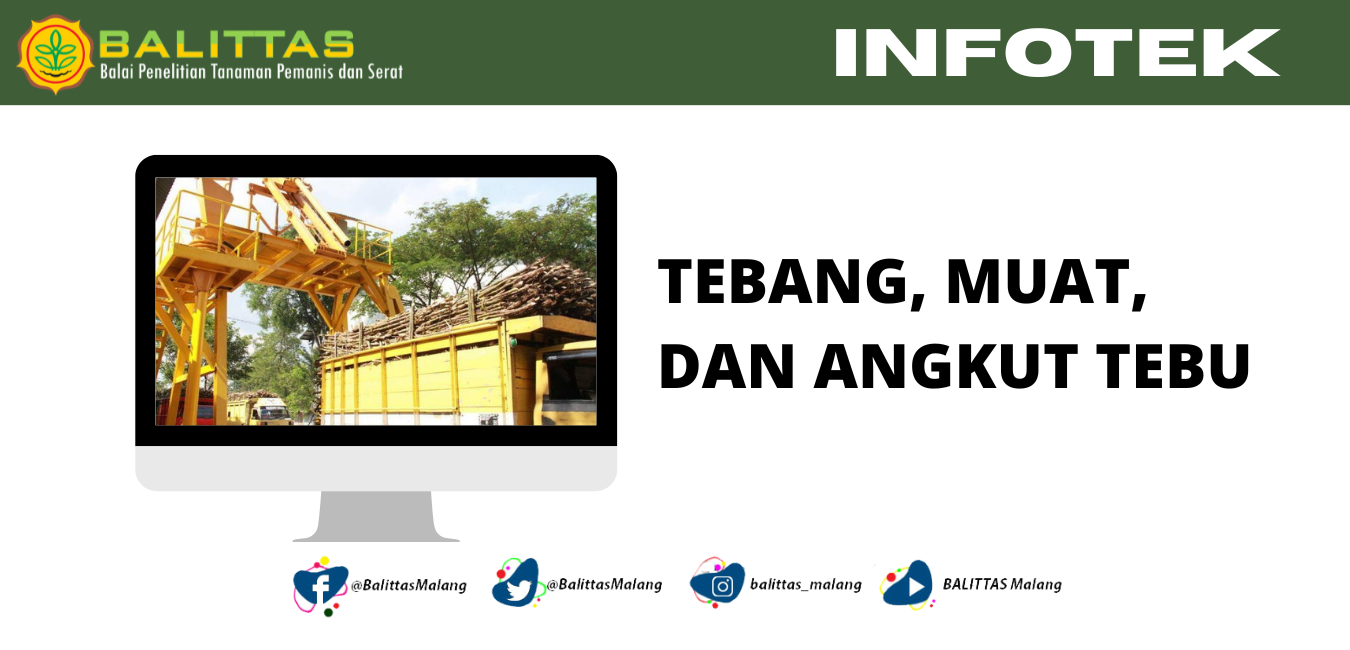 BALITTAS
Balai Penelitian Tanaman Pemanis dan Serat
INFOTEK
TEBANG, MUAT,
DAN ANGKUT TEBU
@BalittasMalang
@BalittasMalang
balittas_malang
BALITTAS Malang